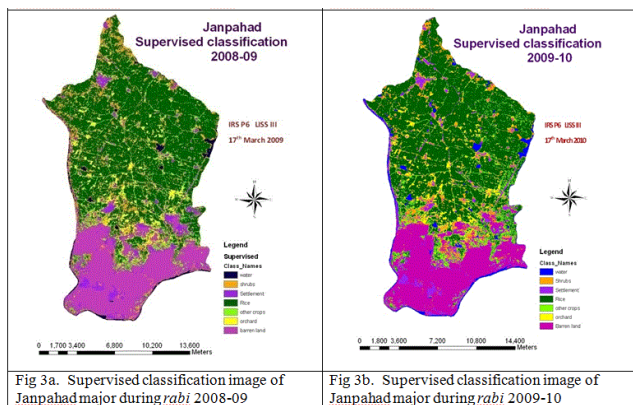 Janpahad
Supervised classification
2008-09
IRS P6 LISS III
17th March 2009
Legend
Supervised
Class_Names
water
shrubs
Settlement
Rice
other crops
orchard
barren land
0 1,700 3,400 6,800 10,200 13,600
Meters
Fig 3a. Supervised classification image of
Janpahad major during rabi 2008-09
Janpahad
Supervised classification
2009-10
IRS P6 LISS III
17th March 2010
Legend
Class_Names
water
Shrubs
Settlement
Rice
other crops
orchard
Barren land
0 1,800 3,600 7,200 10,800 14,400
Meters
Fig 3b. Supervised classification image of
Janpahad major during rabi 2009-10